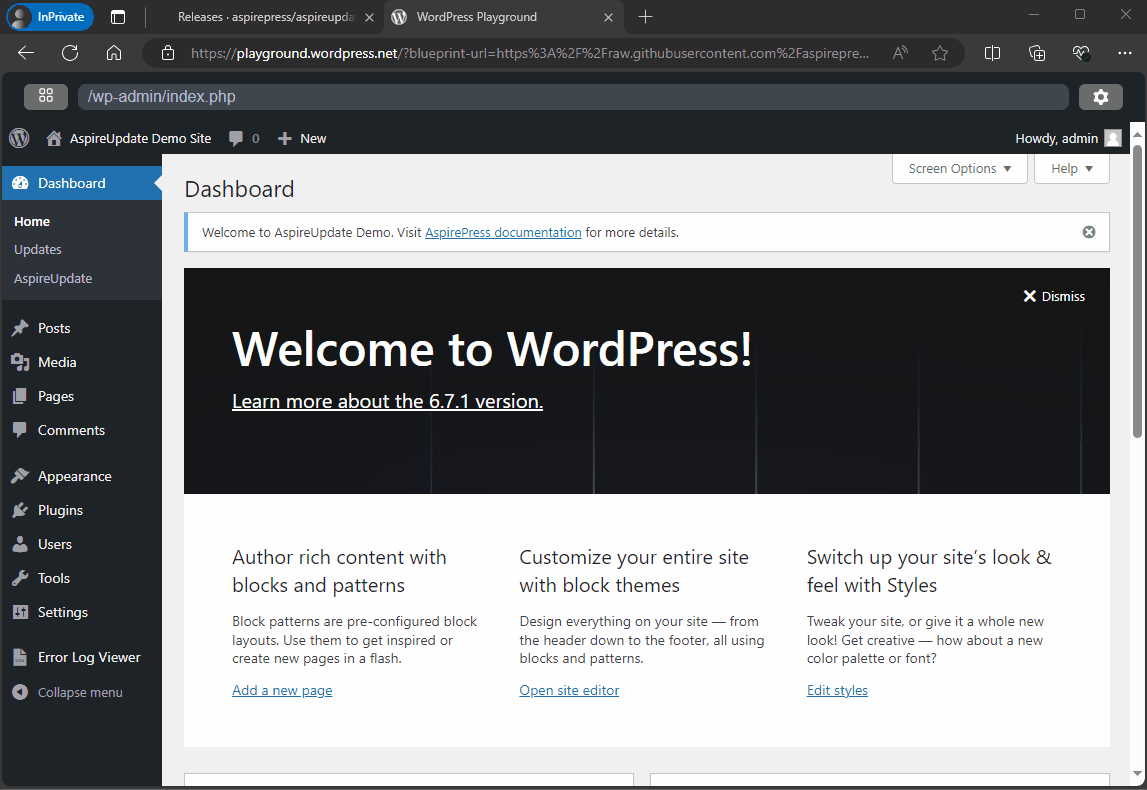 InPrivate
Releases · aspirepress/aspireupda
WordPress Playground
https://playground.wordpress.net/?blueprint-url=https%3A%2F%2Fraw.githubusercontent.com%2Faspirepre...
/wp-admin/index.php
AspireUpdate Demo Site
0
New
Howdy, admin
Dashboard
Home
Updates
AspireUpdate
Posts
Media
Pages
Comments
Appearance
Plugins
Users
Tools
Settings
Error Log Viewer
Collapse menu
Screen Options
Help
Dashboard
Welcome to AspireUpdate Demo. Visit AspirePress documentation for more details.
Dismiss
Welcome to WordPress!
Learn more about the 6.7.1 version.
Author rich content with
blocks and patterns
Block patterns are pre-configured block
layouts. Use them to get inspired or
create new pages in a flash.
Add a new page
Customize your entire site
with block themes
Design everything on your site — from
the header down to the footer, all using
blocks and patterns.
Open site editor
Switch up your site’s look &
feel with Styles
Tweak your site, or give it a whole new
look! Get creative — how about a new
color palette or font?
Edit styles